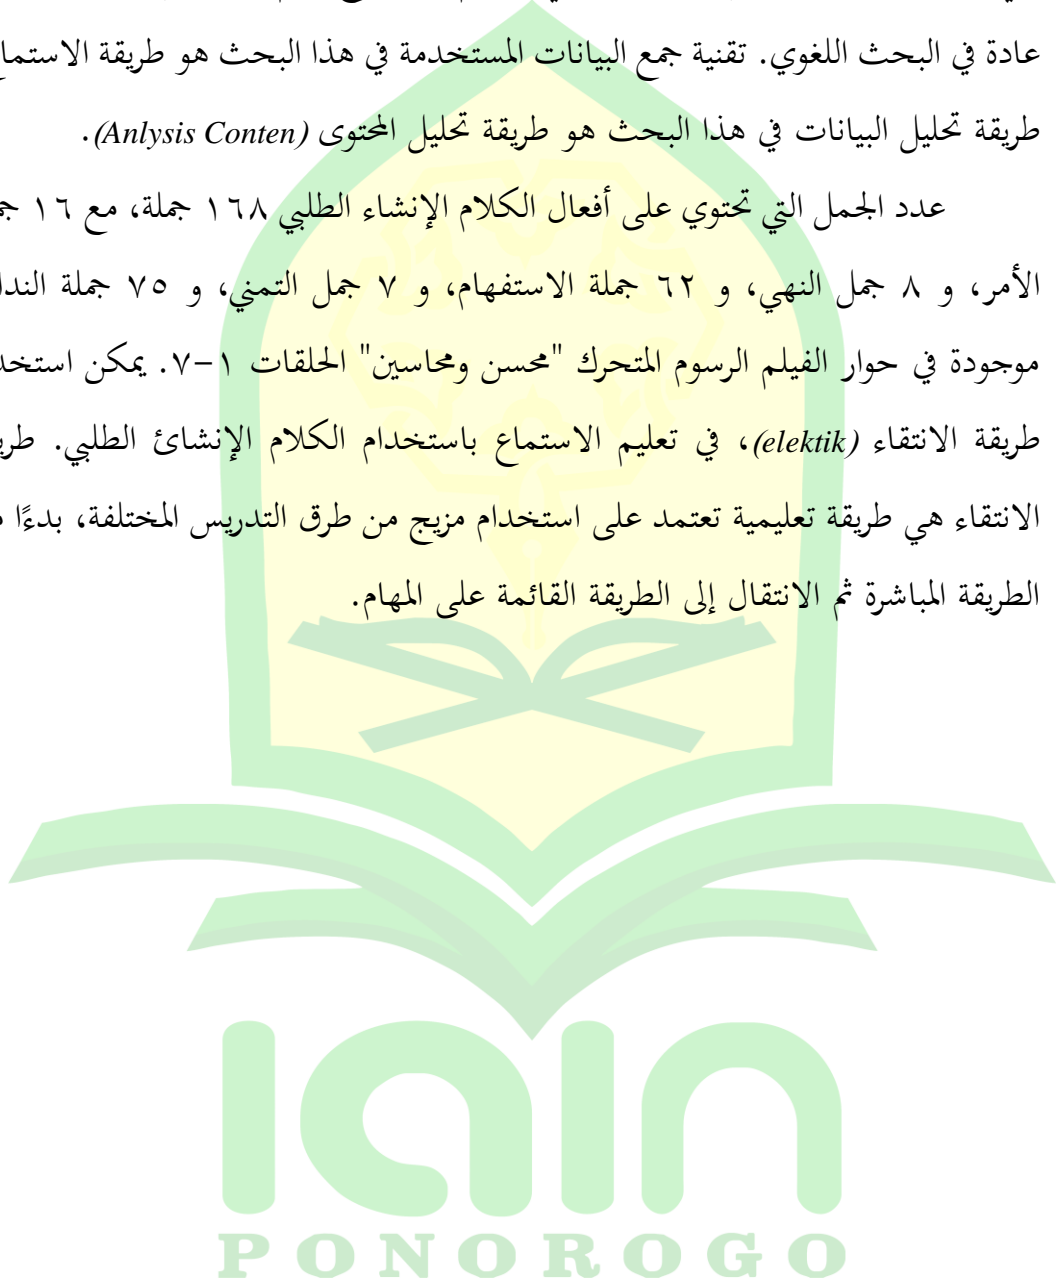 عادة في البحث اللغوي. تقنية جمع البيانات المستخدمة في هذا البحث هو طريقة
طريقة تحليل البيانات في هذا البحث هو طريقة تحليل المحتوى (Anlysis Conten).
عدد الجمل التي تحتوي على أفعال الكلام الإنشاء الطلبي ١٦٨ جملة، مع ١٦
الأمر، و ٨ جمل النهي، و ٦٢ جملة الاستفهام، و ٧ جمل التمني، و ٧٥ جملة
موجودة في حوار الفيلم الرسوم المتحرك "محسن ومحاسين" الحلقات ١-٧. يمكن
طريقة الانتقاء (elektik)، في تعليم الاستماع باستخدام الكلام الإنشائ الطلبي.
الانتقاء هي طريقة تعليمية تعتمد على استخدام مزيج من طرق التدريس المختلفة، بدءًا
الطريقة المباشرة ثم الانتقال إلى الطريقة القائمة على المهام.
iain
PONOROGO